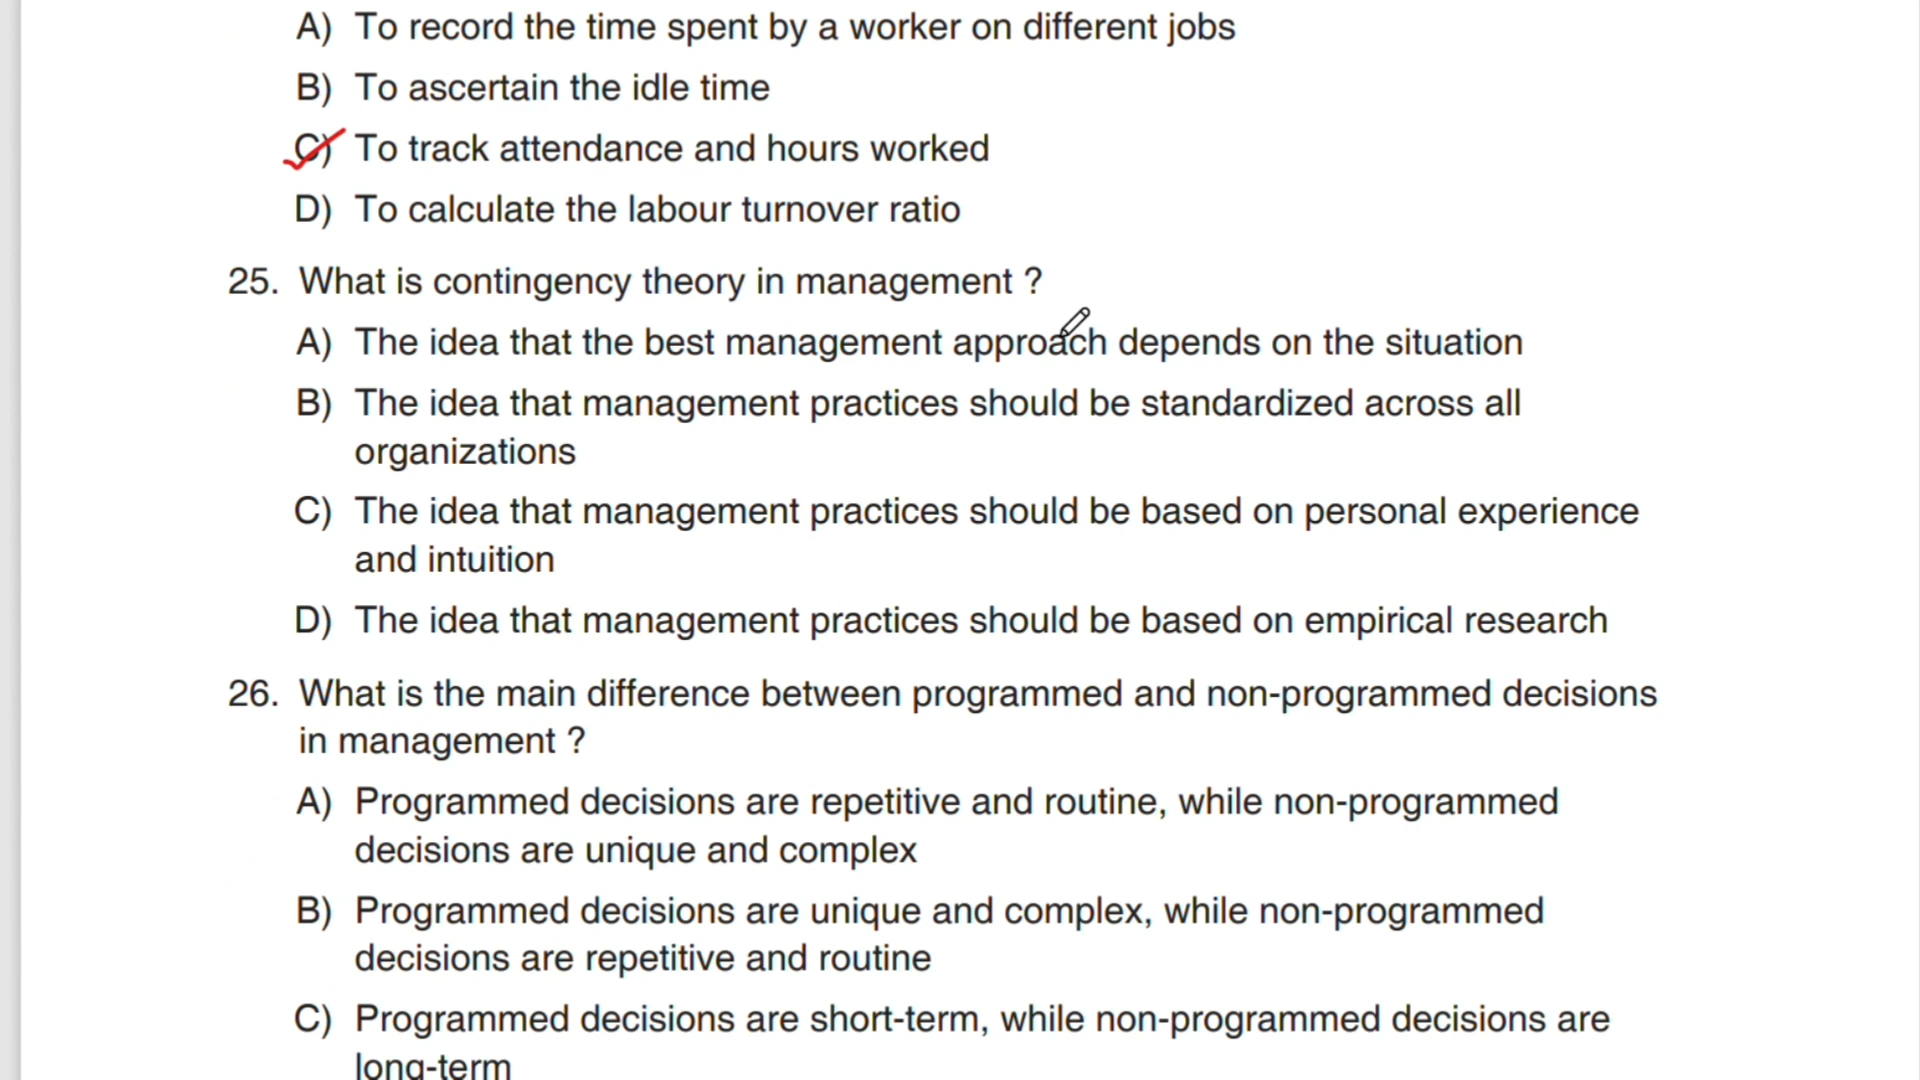 A) To record the time spent by a worker on different jobs
B) To ascertain the idle time
C) To track attendance and hours worked
D) To calculate the labour turnover ratio
25. What is contingency theory in management ?
A) The idea that the best management approach depends on the situation
B) The idea that management practices should be standardized across all
organizations
C) The idea that management practices should be based on personal experience
and intuition
D) The idea that management practices should be based on empirical research
26. What is the main difference between programmed and non-programmed decisions
in management ?
A) Programmed decisions are repetitive and routine, while non-programmed
decisions are unique and complex
B) Programmed decisions are unique and complex, while non-programmed
decisions are repetitive and routine
C) Programmed decisions are short-term, while non-programmed decisions are
long-term